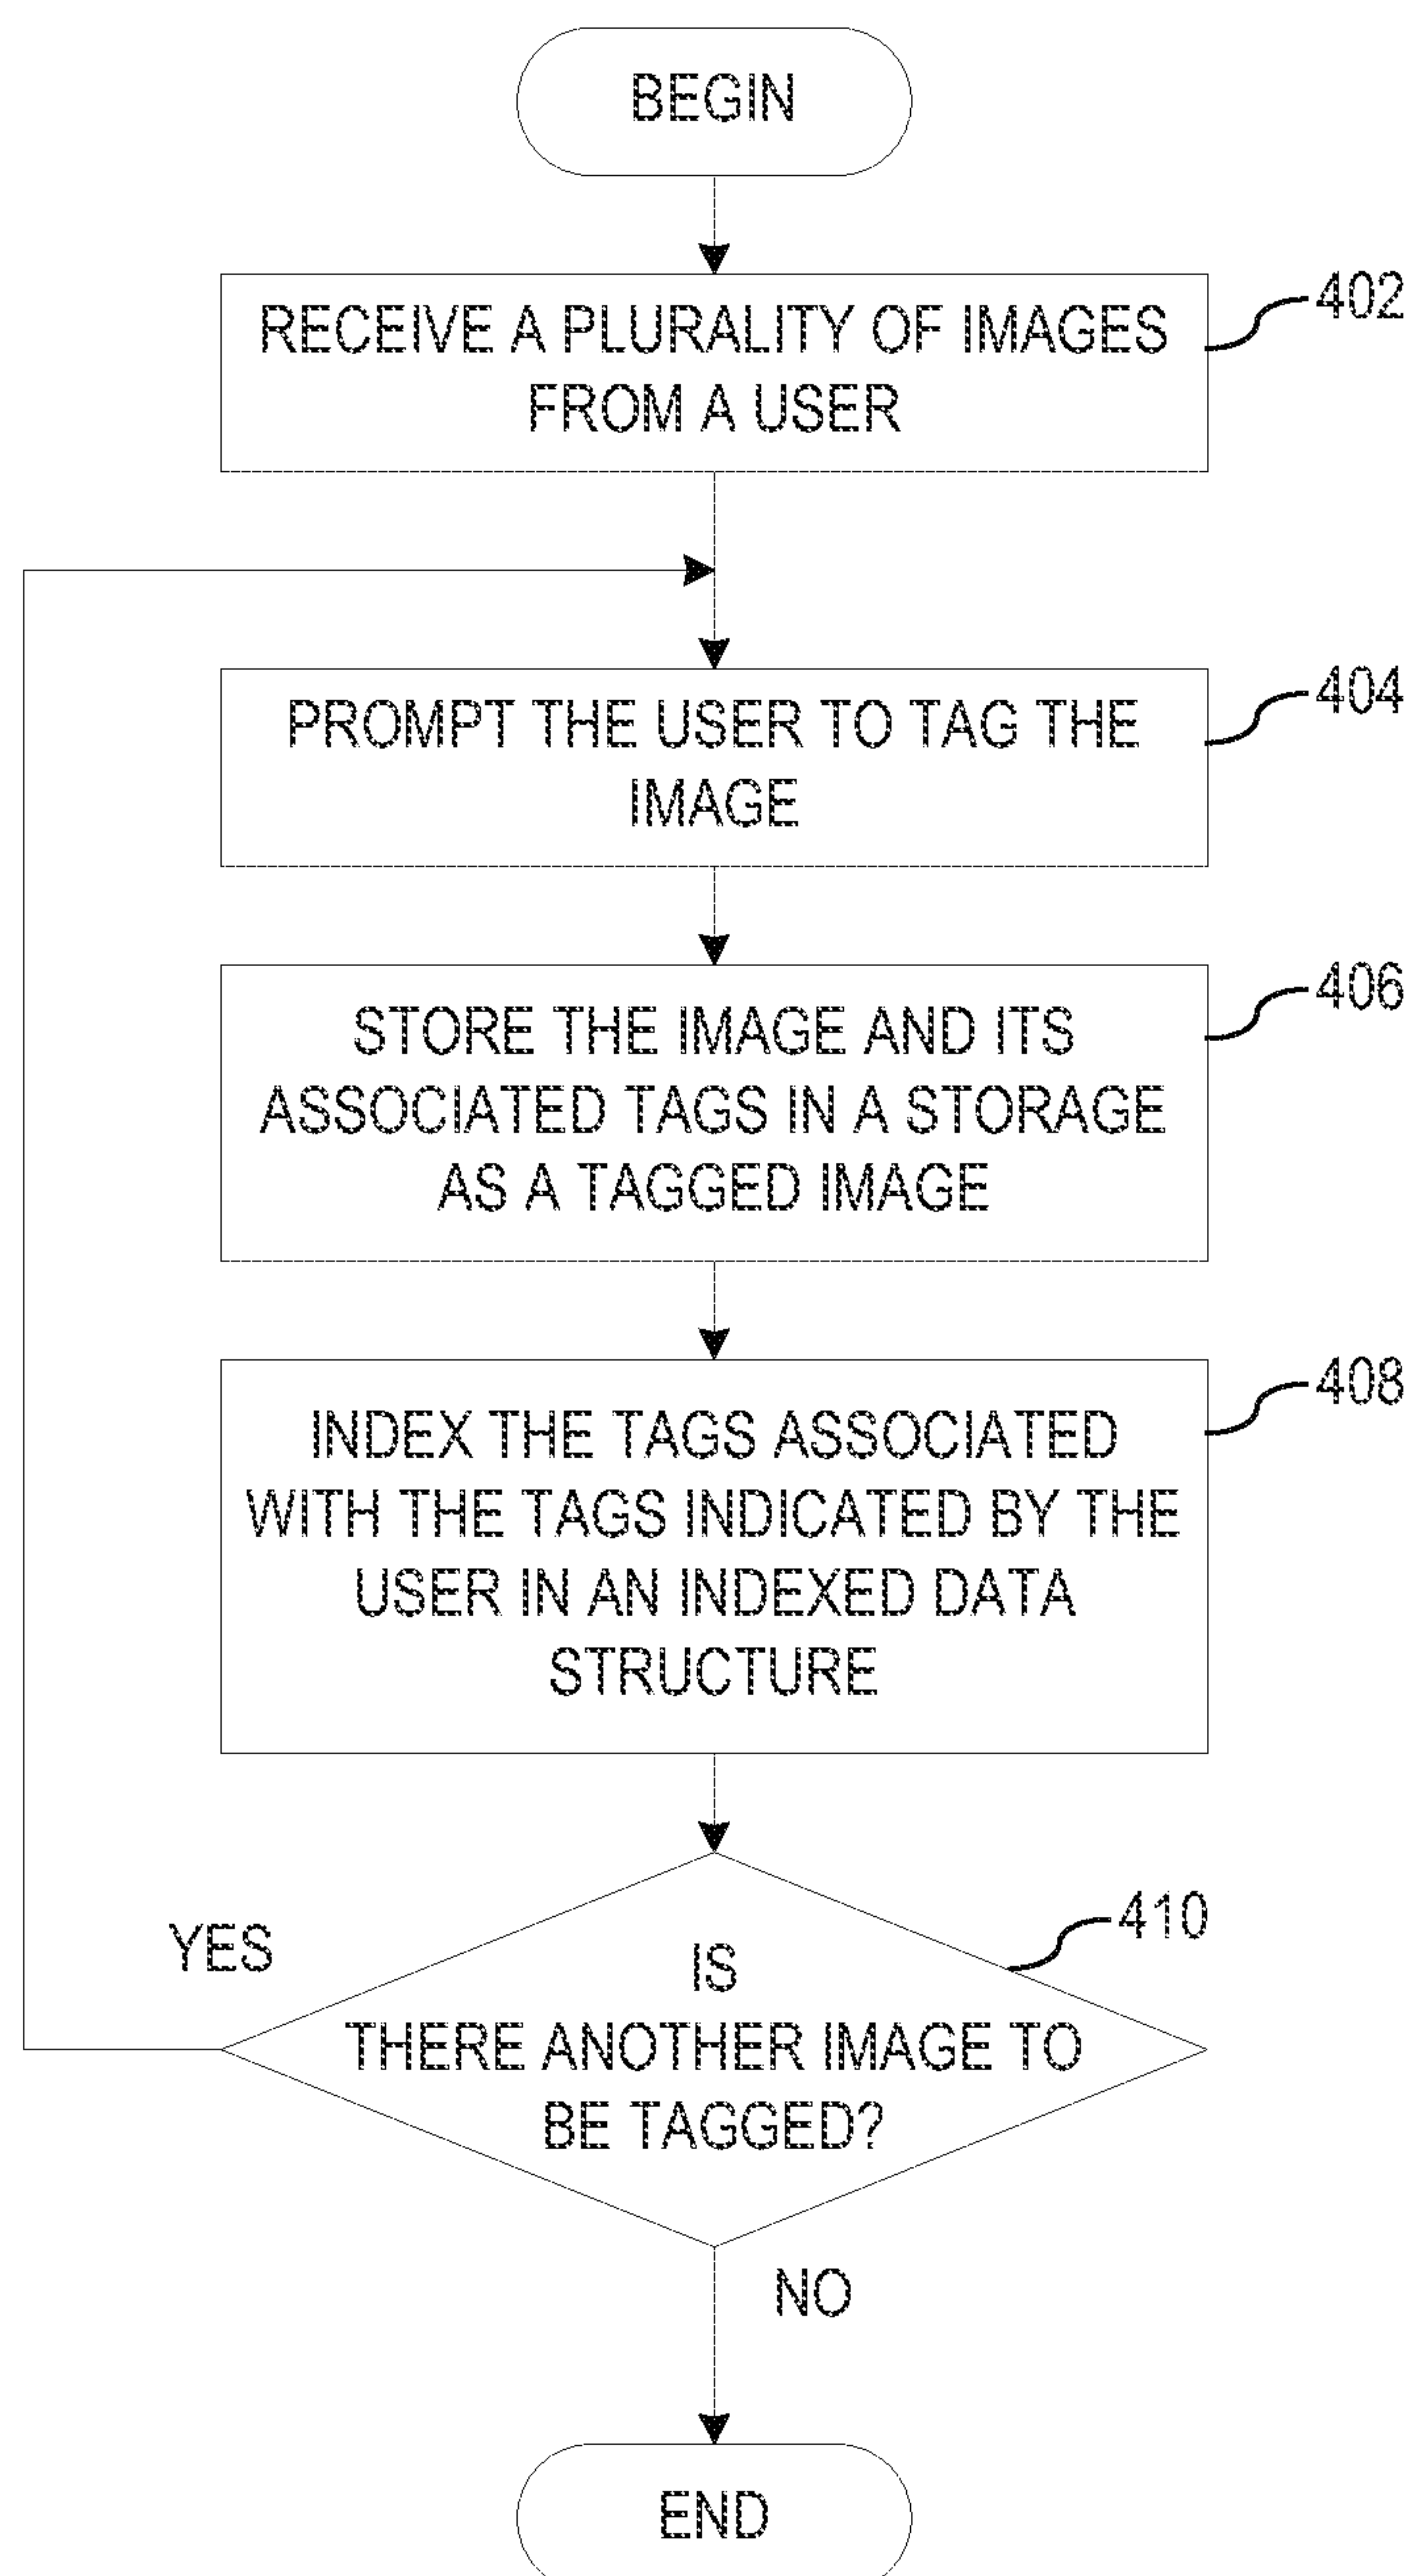 BEGIN
RECEIVE A PLURALITY OF IMAGES
FROM A USER
402
PROMPT THE USER TO TAG THE
IMAGE
404
STORE THE IMAGE AND ITS
ASSOCIATED TAGS IN A STORAGE
AS A TAGGED IMAGE
406
INDEX THE TAGS ASSOCIATED
WITH THE TAGS INDICATED BY THE
USER IN AN INDEXED DATA
STRUCTURE
408
IS
THERE ANOTHER IMAGE TO
BE TAGGED?
410
YES
NO
END